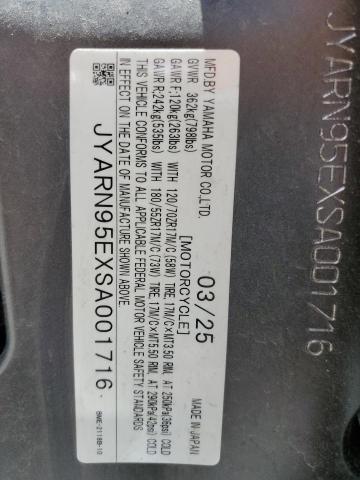 MFD BY YAMAHA MOTOR CO.,LTD. 03/25 MADE IN JAPAN
GVWR 362kg(798lbs) [MOTORCYCLE]
GAWR F;120kg(263lbs) WITH 120/70ZR17M/C (58W) TIRE, 17M/C×MT3.50 RIM, AT 250kPa(36psi) COLD
GAWR R;242kg(535lbs) WITH 180/55ZR17M/C (73W) TIRE, 17M/C×MT5.50 RIM, AT 290kPa(42psi) COLD
THIS VEHICLE CONFORMS TO ALL APPLICABLE FEDERAL MOTOR VEHICLE SAFETY STANDARDS
IN EFFECT ON THE DATE OF MANUFACTURE SHOWN ABOVE.
JYARN95EXSA001716
BME-2118B-10
JYARN95EXSA001716